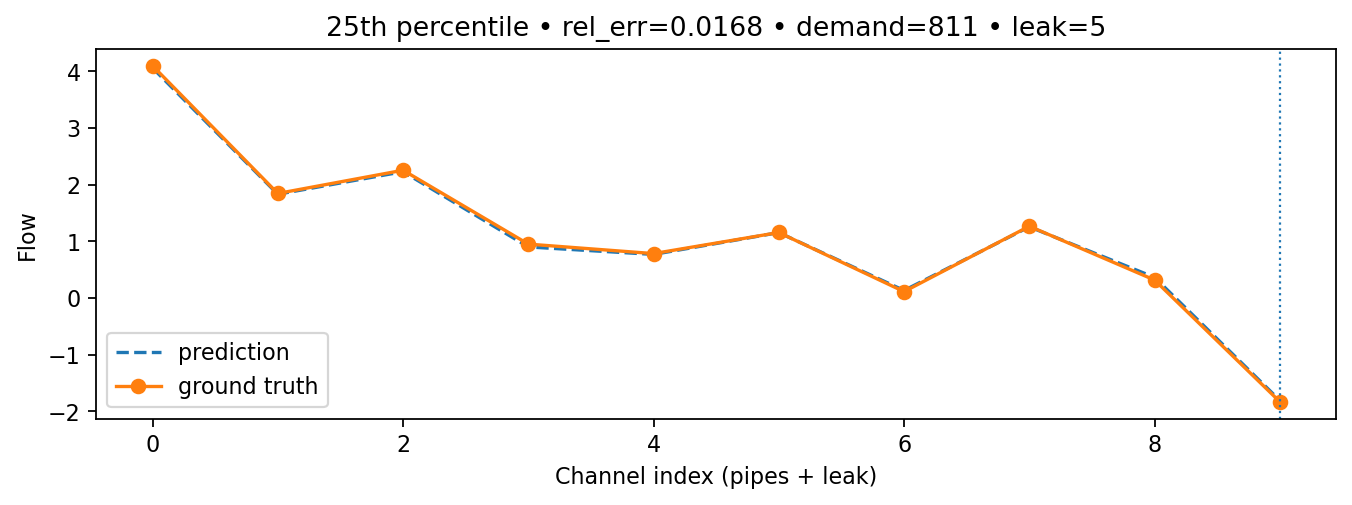 25th percentile • rel_err=0.0168 • demand=811 • leak=5
Flow
4
3
2
1
0
−1
−2
prediction
ground truth
0 2 4 6 8
Channel index (pipes + leak)